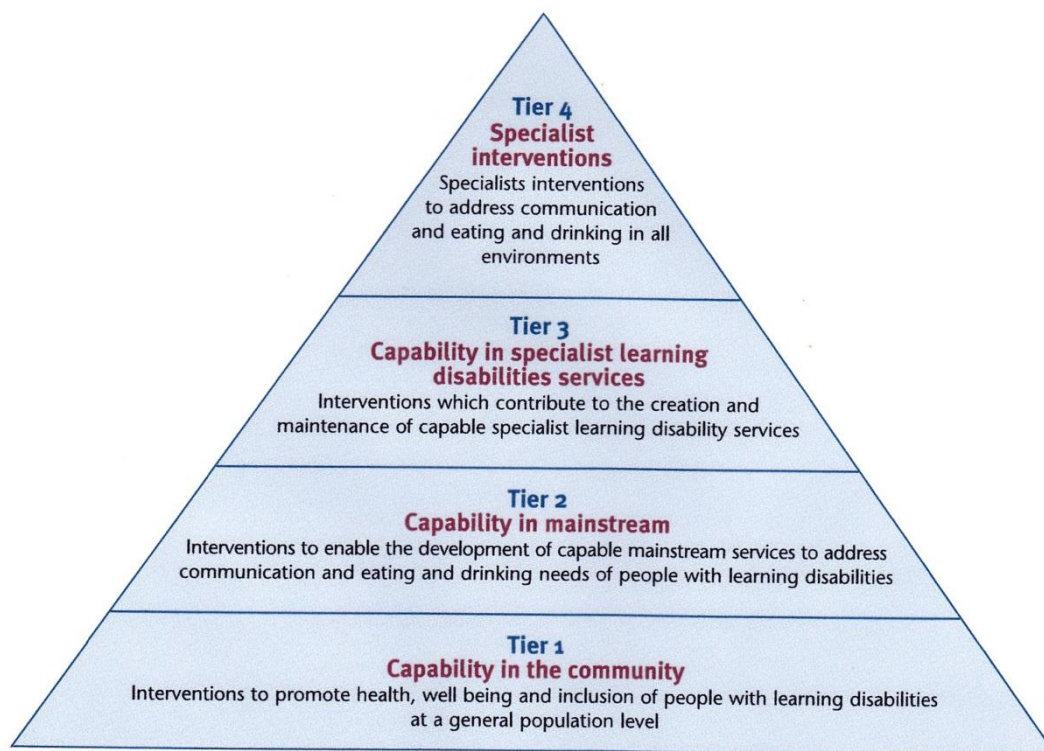 Tier 4
Specialist
interventions
Specialists interventions
to address communication
and eating and drinking in all
environments
Tier 3
Capability in specialist learning
disabilities services
Interventions which contribute to the creation and
maintenance of capable specialist learning disability services
Tier 2
Capability in mainstream
Interventions to enable the development of capable mainstream services to address
communication and eating and drinking needs of people with learning disabilities
Tier 1
Capability in the community
Interventions to promote health, well being and inclusion of people with learning disabilities
at a general population level